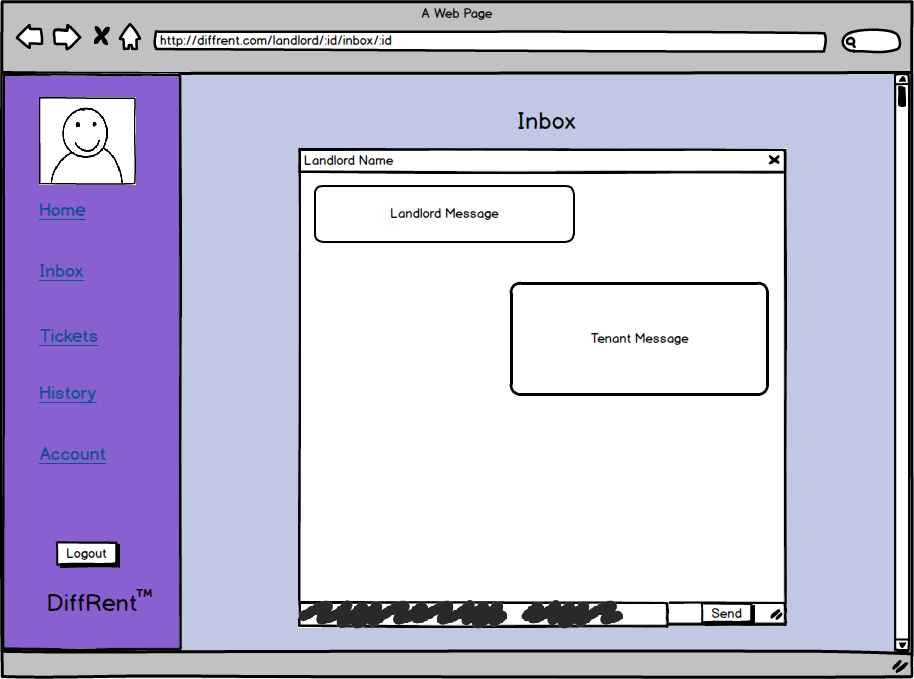 A Web Page
http://diffrent.com/landlord/:id/inbox/:id
Inbox
Landlord Name
Landlord Message
Tenant Message
Send
Home
Inbox
Tickets
History
Account
Logout
DiffRent™